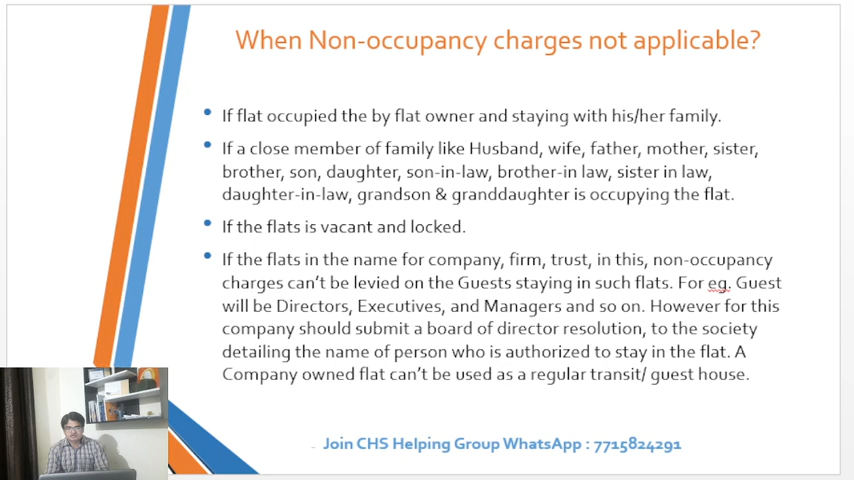 When Non-occupancy charges not applicable?
• If flat occupied the by flat owner and staying with his/her family.
• If a close member of family like Husband, wife, father, mother, sister,
brother, son, daughter, son-in-law, brother-in law, sister in law,
daughter-in-law, grandson & granddaughter is occupying the flat.
• If the flats is vacant and locked.
• If the flats in the name for company, firm, trust, in this, non-occupancy
charges can't be levied on the Guests staying in such flats. For eg. Guest
will be Directors, Executives, and Managers and so on. However for this
company should submit a board of director resolution, to the society
detailing the name of person who is authorized to stay in the flat. A
Company owned flat can't be used as a regular transit/ guest house.
Join CHS Helping Group WhatsApp : 7715824291